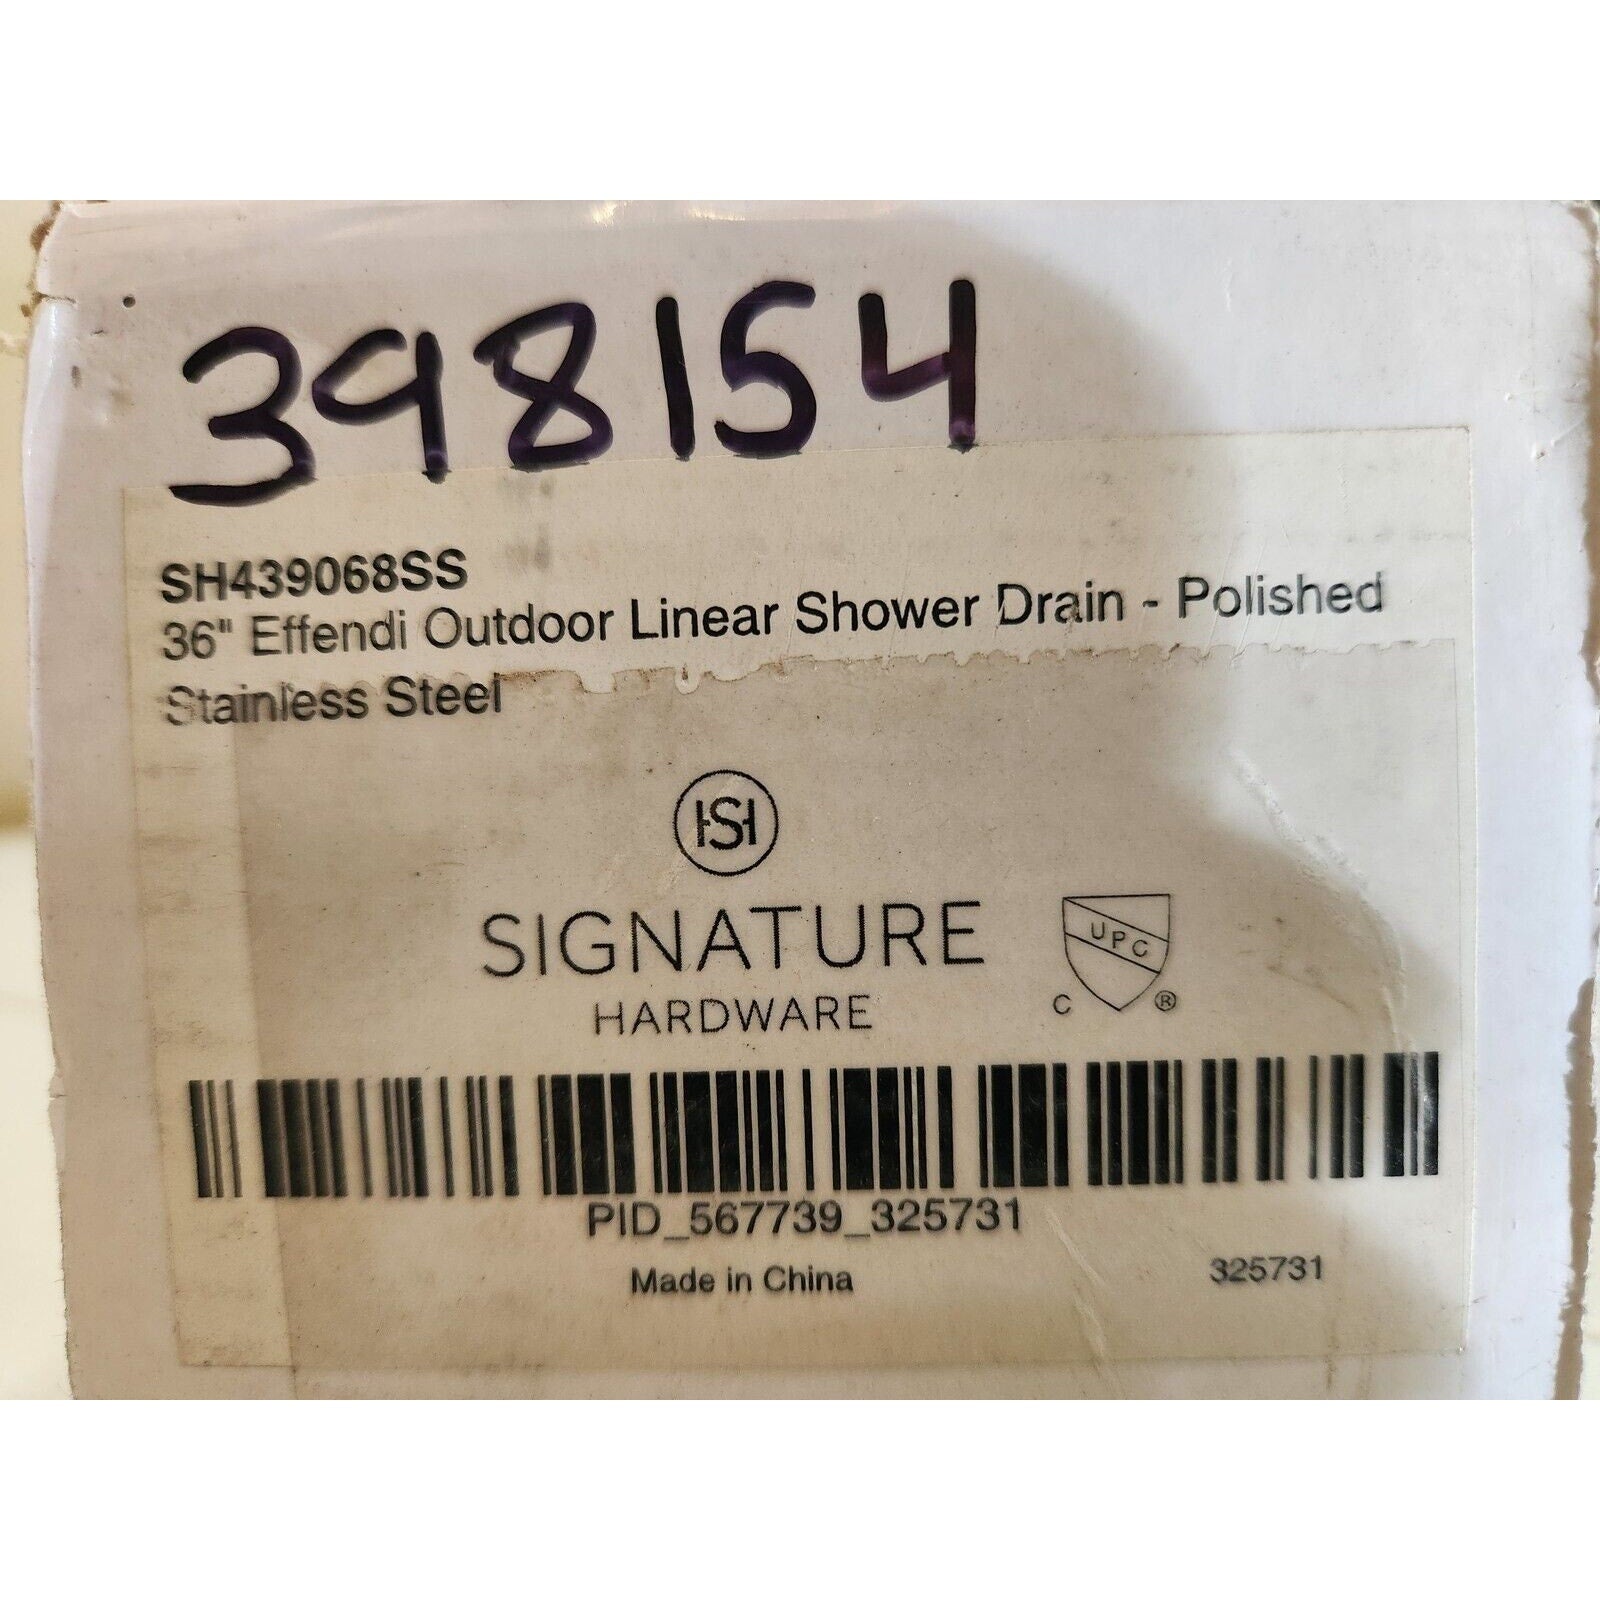 398154
SH439068SS
36" Effendi Outdoor Linear Shower Drain - Polished
Stainless Steel
HSH
SIGNATURE
HARDWARE
UPC
C ®
PID_567739_325731
Made in China
325731